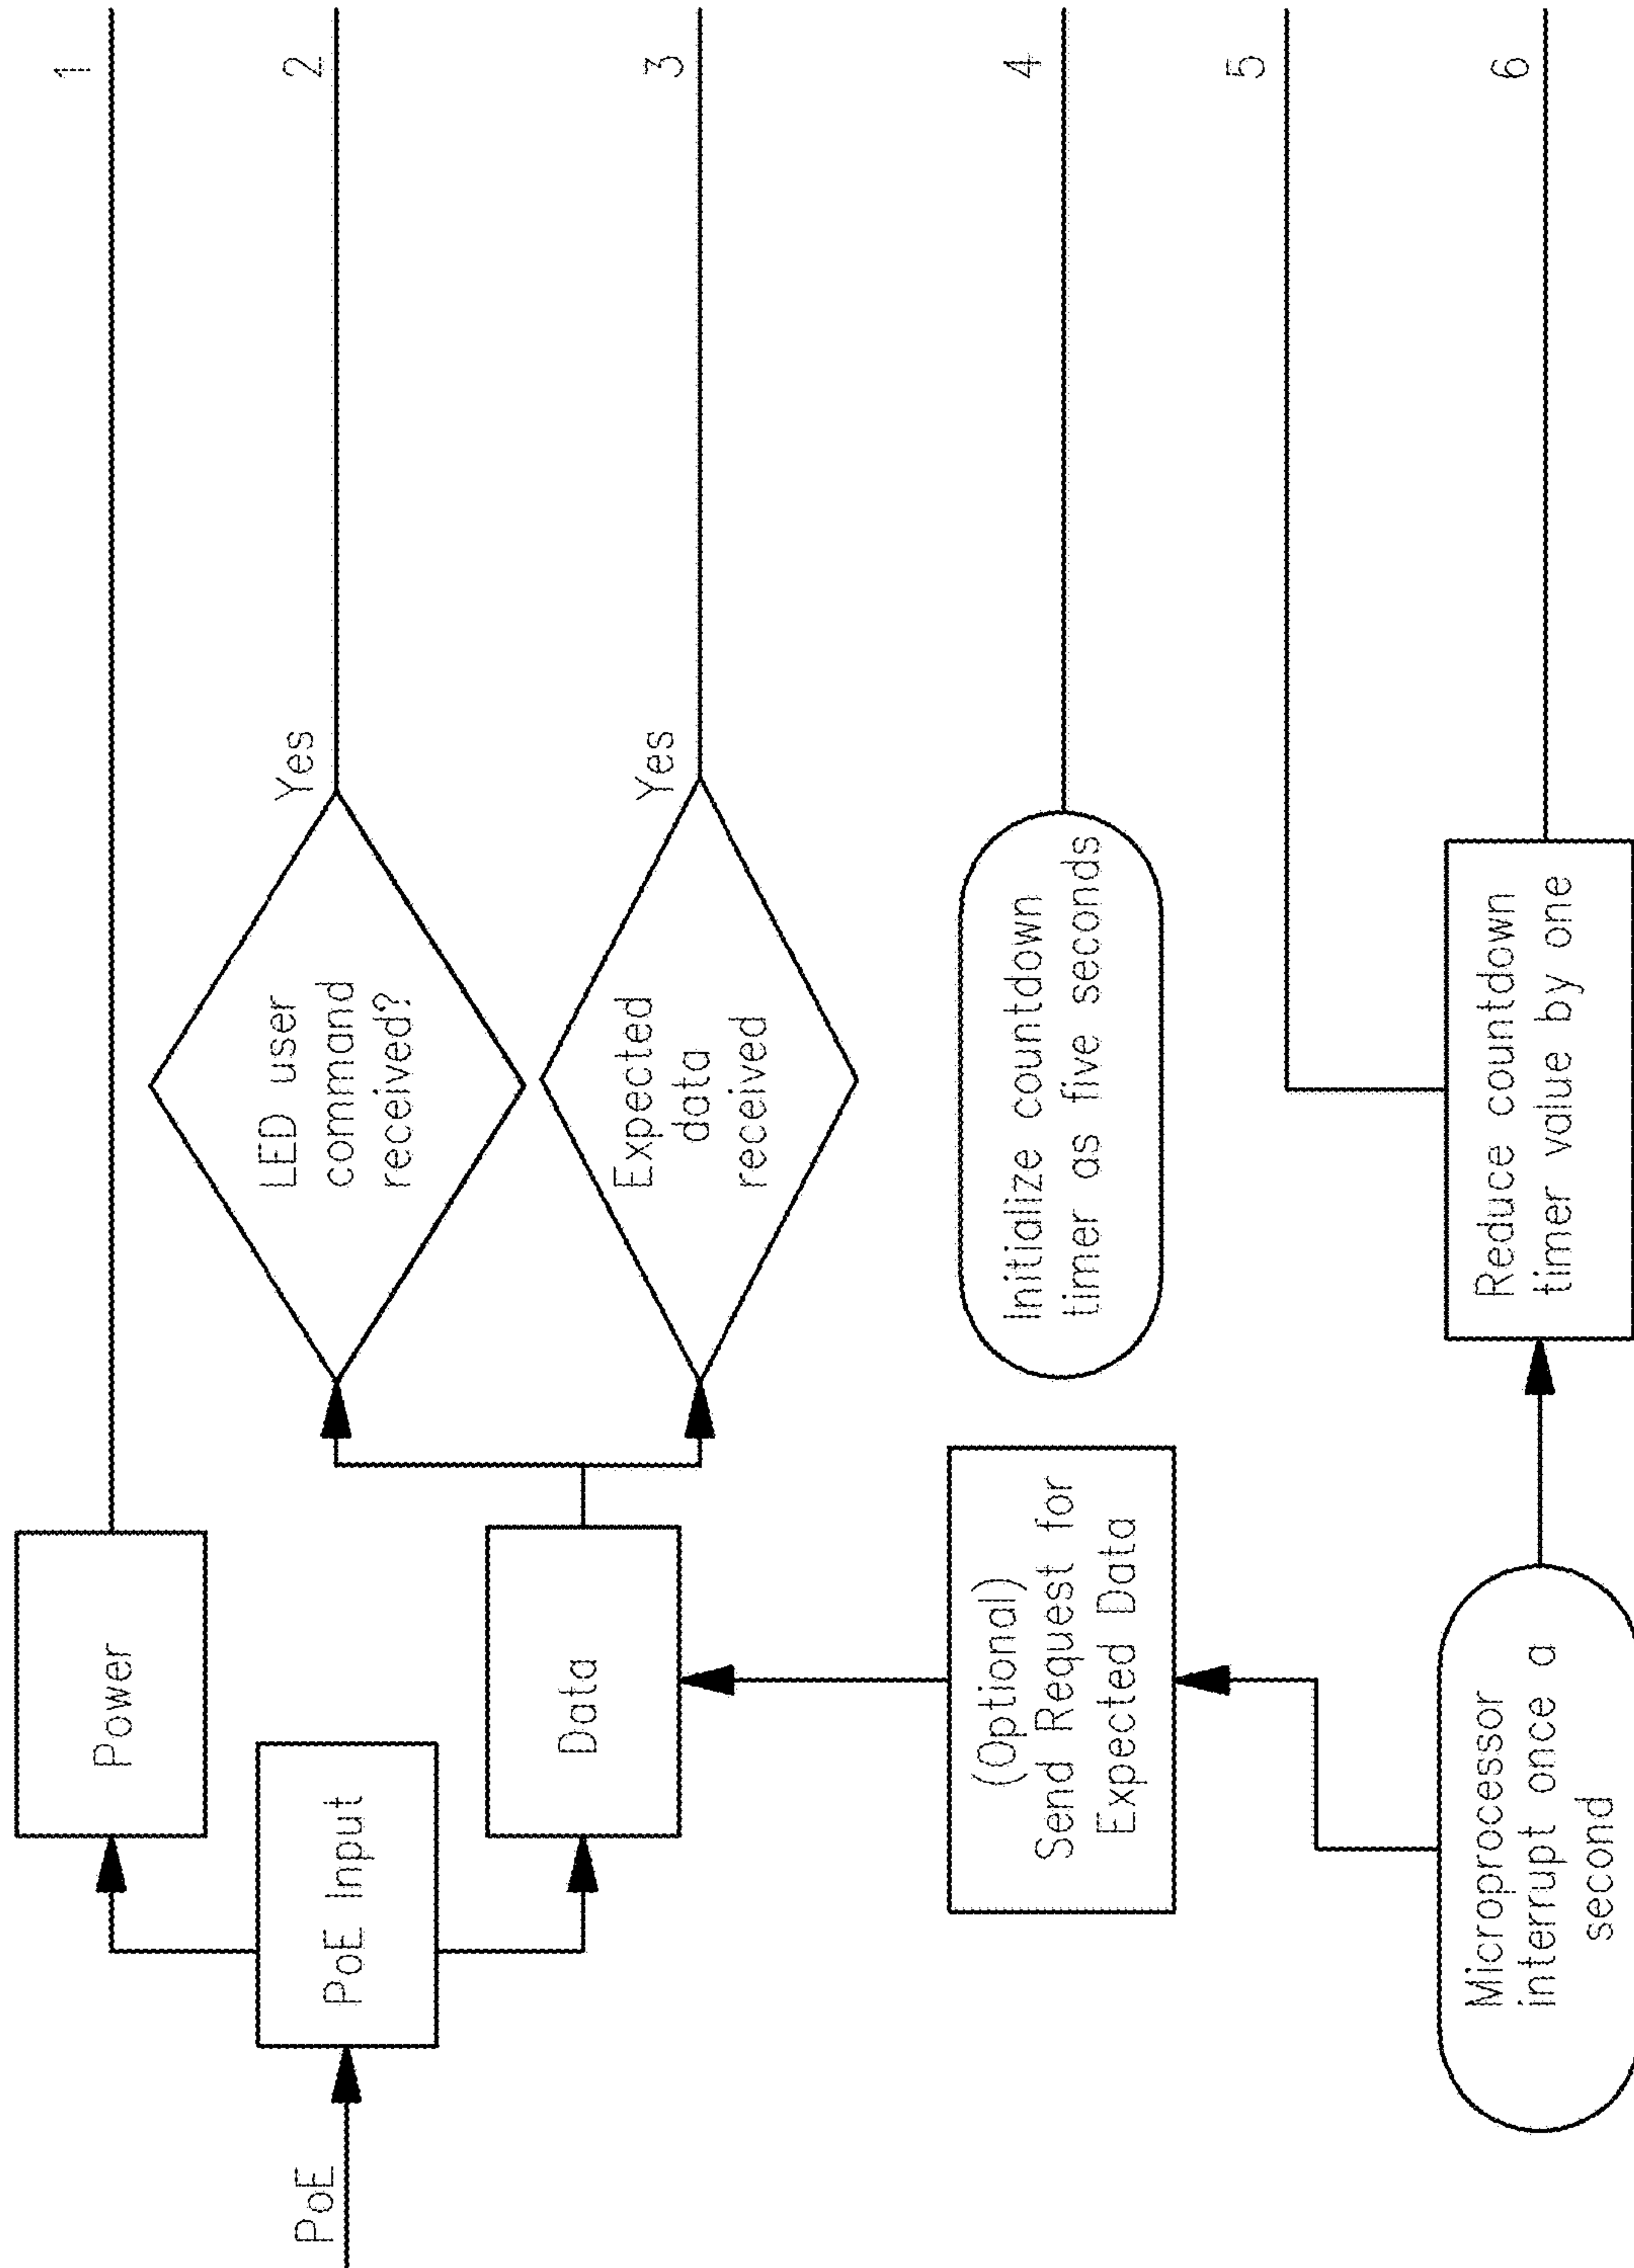 PoE
PoE Input
Power
1
Data
LED user
command
received?
Yes
2
Expected
data
received
Yes
3
(Optional)
Send Request for
Expected Data
Initialize countdown
timer as five seconds
4
5
Microprocessor
interrupt once a
second
Reduce countdown
timer value by one
6